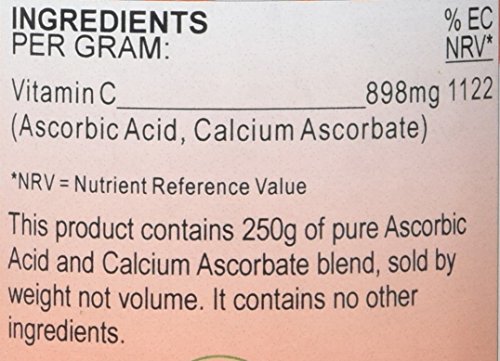 INGREDIENTS % EC
PER GRAM: NRV*
Vitamin C 898mg 1122
(Ascorbic Acid, Calcium Ascorbate)
*NRV = Nutrient Reference Value
This product contains 250g of pure Ascorbic
Acid and Calcium Ascorbate blend, sold by
weight not volume. It contains no other
ingredients.